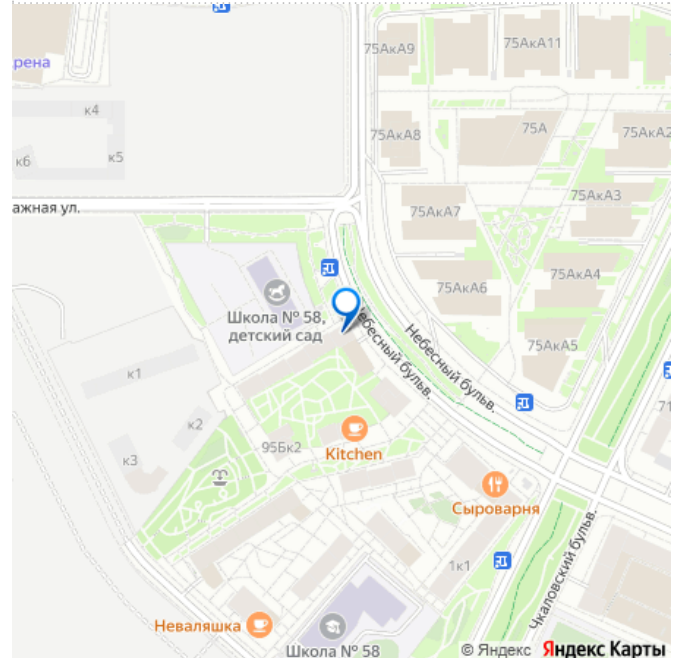 рена
75АкА9
75АкА11
к4
75АкА8
75А
75АкА2
к6
к5
75АкА3
ажная ул.
75АкА7
75АкА4
75АкА6
Школа № 58,
детский сад
Небесный бульв.
Небесный бульв.
75АкА5
к1
71
к2
95Бк2
Kitchen
к3
Сыроварня
1к1
Чкаловский бульв.
Неваляшка
Школа № 58
© Яндекс Яндекс Карты